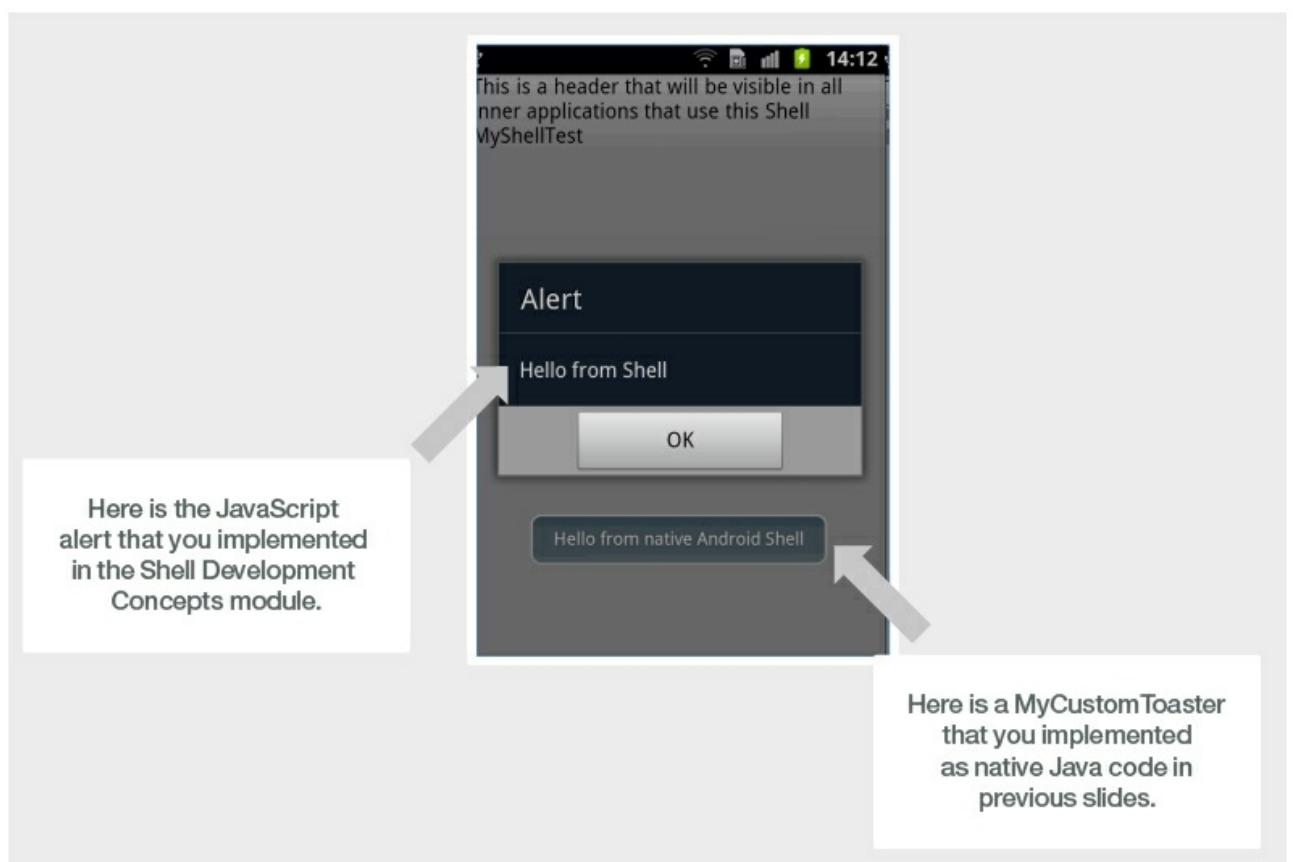 14:12
This is a header that will be visible in all
inner applications that use this Shell
MyShellTest
Alert
Hello from Shell
OK
Hello from native Android Shell
Here is the JavaScript
alert that you implemented
in the Shell Development
Concepts module.
Here is a MyCustomToaster
that you implemented
as native Java code in
previous slides.